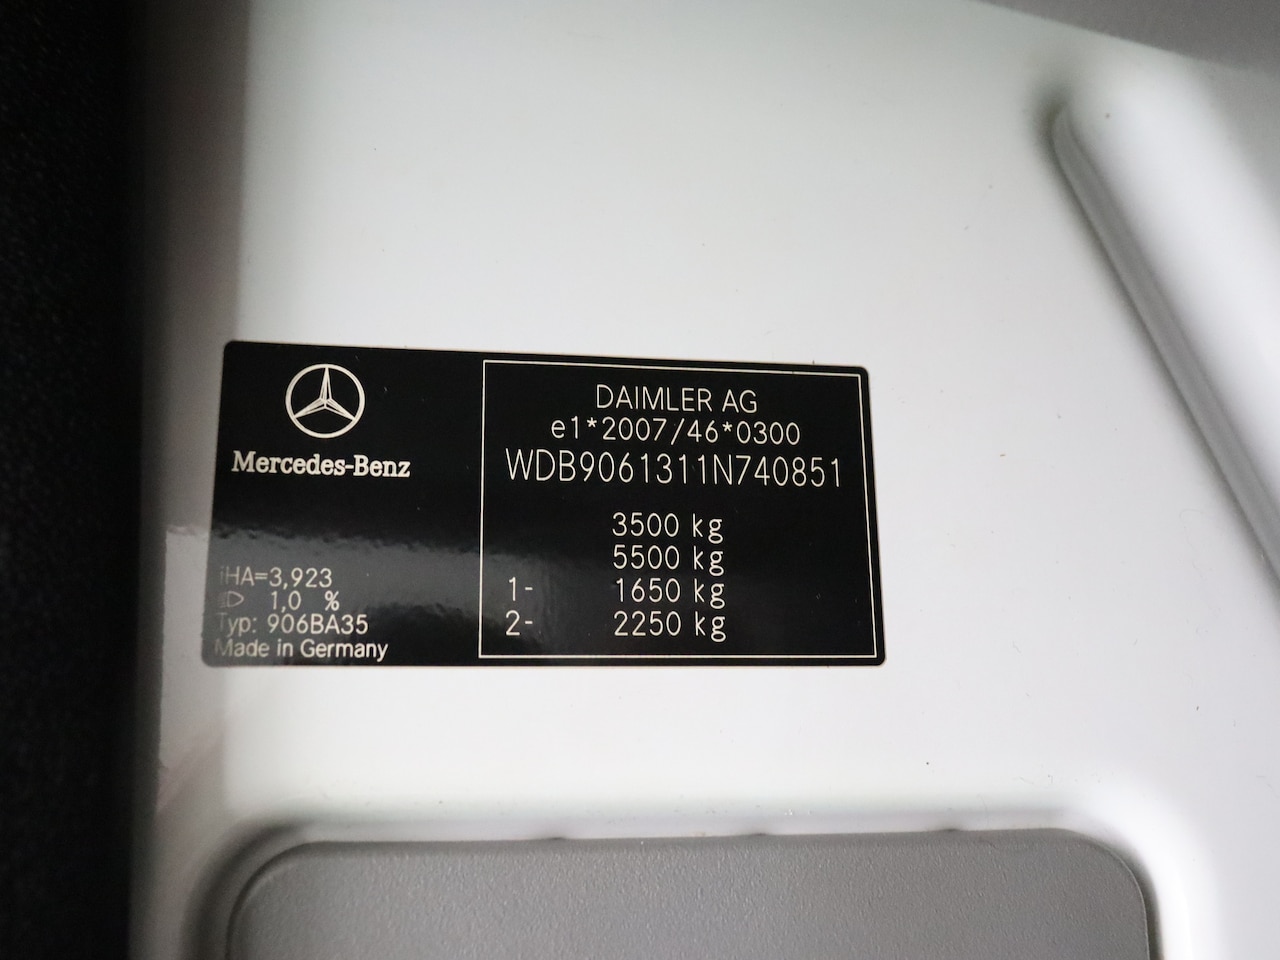 Mercedes-Benz
iHA=3,923
1,0 %
Typ: 906BA35
Made in Germany
DAIMLER AG
e1*2007/46*0300
WDB9061311N740851
3500 kg
5500 kg
1- 1650 kg
2- 2250 kg